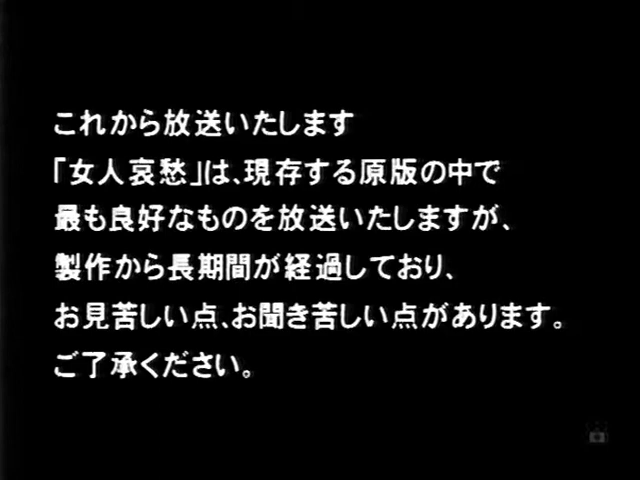 これから放送いたします
「女人哀愁」は、現存する原版の中で
最も良好なものを放送いたしますが、
製作から長期間が経過しており、
お見苦しい点、お聞き苦しい点があります。
ご了承ください。